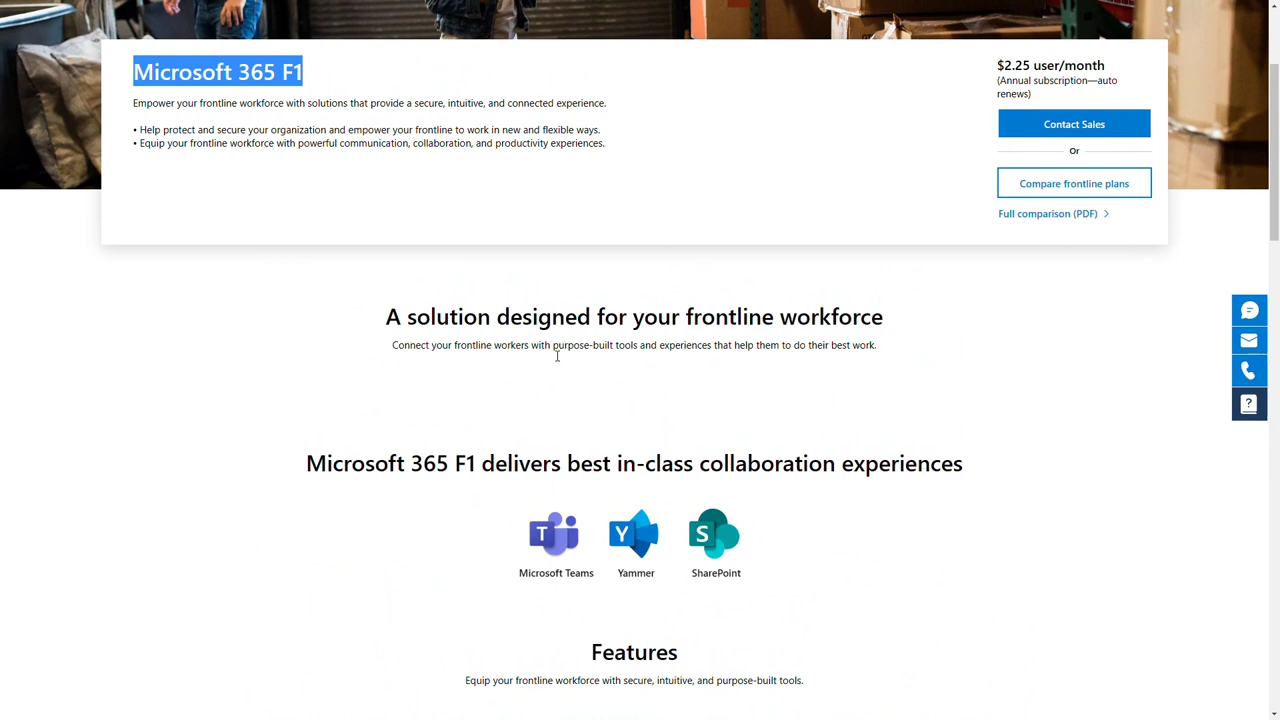 Microsoft 365 F1
Empower your frontline workforce with solutions that provide a secure, intuitive, and connected experience.
• Help protect and secure your organization and empower your frontline to work in new and flexible ways.
• Equip your frontline workforce with powerful communication, collaboration, and productivity experiences.
$2.25 user/month
(Annual subscription—auto
renews)
Contact Sales
Or
Compare frontline plans
Full comparison (PDF)
A solution designed for your frontline workforce
Connect your frontline workers with purpose-built tools and experiences that help them to do their best work.
Microsoft 365 F1 delivers best in-class collaboration experiences
T
Y
S
Microsoft Teams
Yammer
SharePoint
Features
Equip your frontline workforce with secure, intuitive, and purpose-built tools.